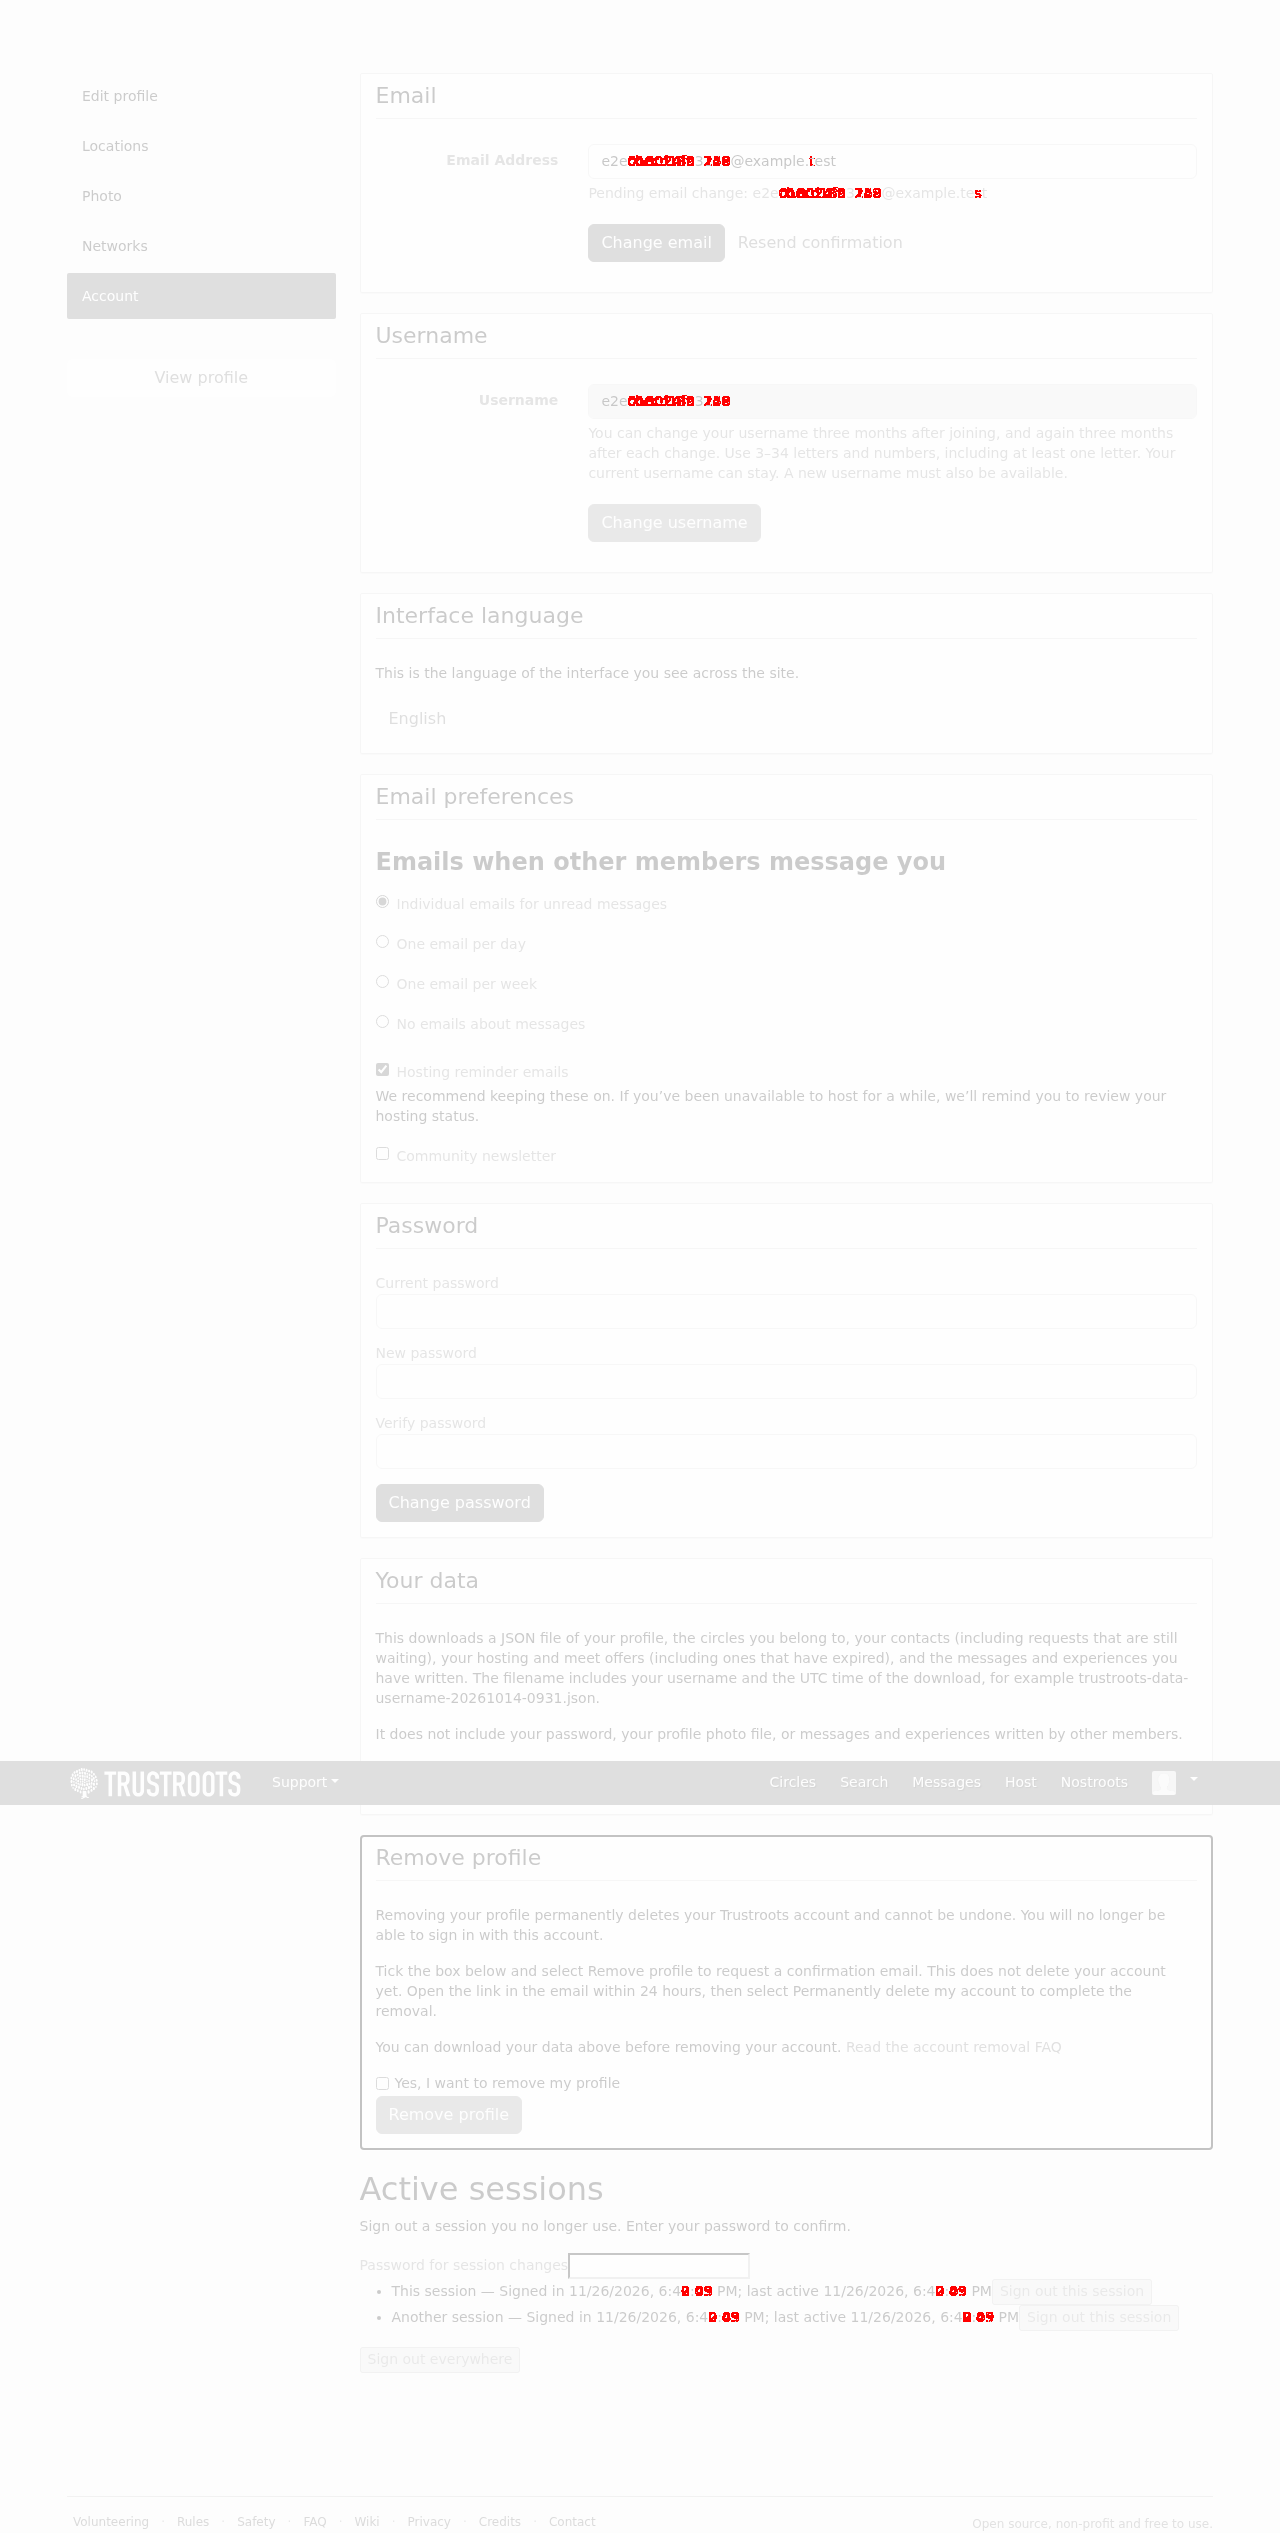 Edit profile
Locations
Photo
Networks
Account
View profile
Email
Email Address
@example.test
Pending email change:
@example.test
Change email
Resend confirmation
Username
Username
You can change your username three months after joining, and again three months
after each change. Use 3–34 letters and numbers, including at least one letter. Your
current username can stay. A new username must also be available.
Change username
Interface language
This is the language of the interface you see across the site.
English
Email preferences
Emails when other members message you
Individual emails for unread messages
One email per day
One email per week
No emails about messages
Hosting reminder emails
We recommend keeping these on. If you’ve been unavailable to host for a while, we’ll remind you to review your
hosting status.
Community newsletter
Password
Current password
New password
Verify password
Change password
Your data
This downloads a JSON file of your profile, the circles you belong to, your contacts (including requests that are still
waiting), your hosting and meet offers (including ones that have expired), and the messages and experiences you
have written. The filename includes your username and the UTC time of the download, for example trustroots-data-
username-20261014-0931.json.
It does not include your password, your profile photo file, or messages and experiences written by other members.
TRUSTROOTS Support Circles Search Messages Host Nostroots
Remove profile
Removing your profile permanently deletes your Trustroots account and cannot be undone. You will no longer be
able to sign in with this account.
Tick the box below and select Remove profile to request a confirmation email. This does not delete your account
yet. Open the link in the email within 24 hours, then select Permanently delete my account to complete the
removal.
You can download your data above before removing your account. Read the account removal FAQ
Yes, I want to remove my profile
Remove profile
Active sessions
Sign out a session you no longer use. Enter your password to confirm.
Password for session changes
• This session — Signed in 11/26/2026, PM; last active 11/26/2026, PM Sign out this session
• Another session — Signed in 11/26/2026, PM; last active 11/26/2026, PM Sign out this session
Sign out everywhere
Volunteering · Rules · Safety · FAQ · Wiki · Privacy · Credits · Contact
Open source, non-profit and free to use.